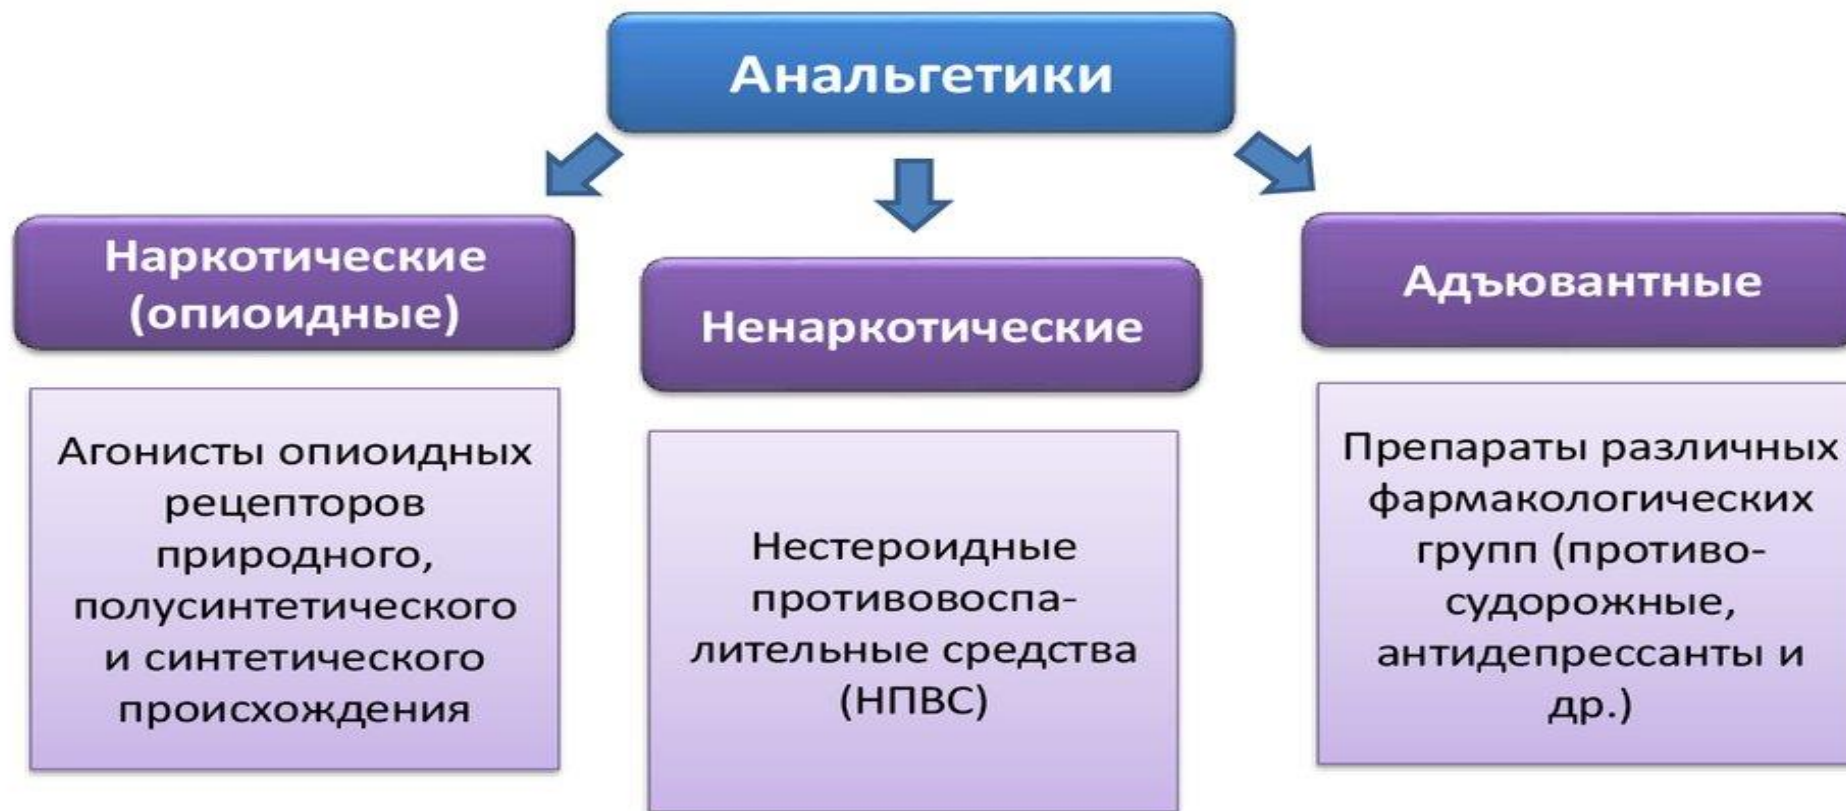 Анальгетики
Наркотические
(опиоидные)
Агонисты опиоидных
рецепторов
природного,
полусинтетического
и синтетического
происхождения
Ненаркотические
Нестероидные
противовоспа-
лительные средства
(НПВС)
Адъювантные
Препараты различных
фармакологических
групп (противо-
судорожные,
антидепрессанты и
др.)